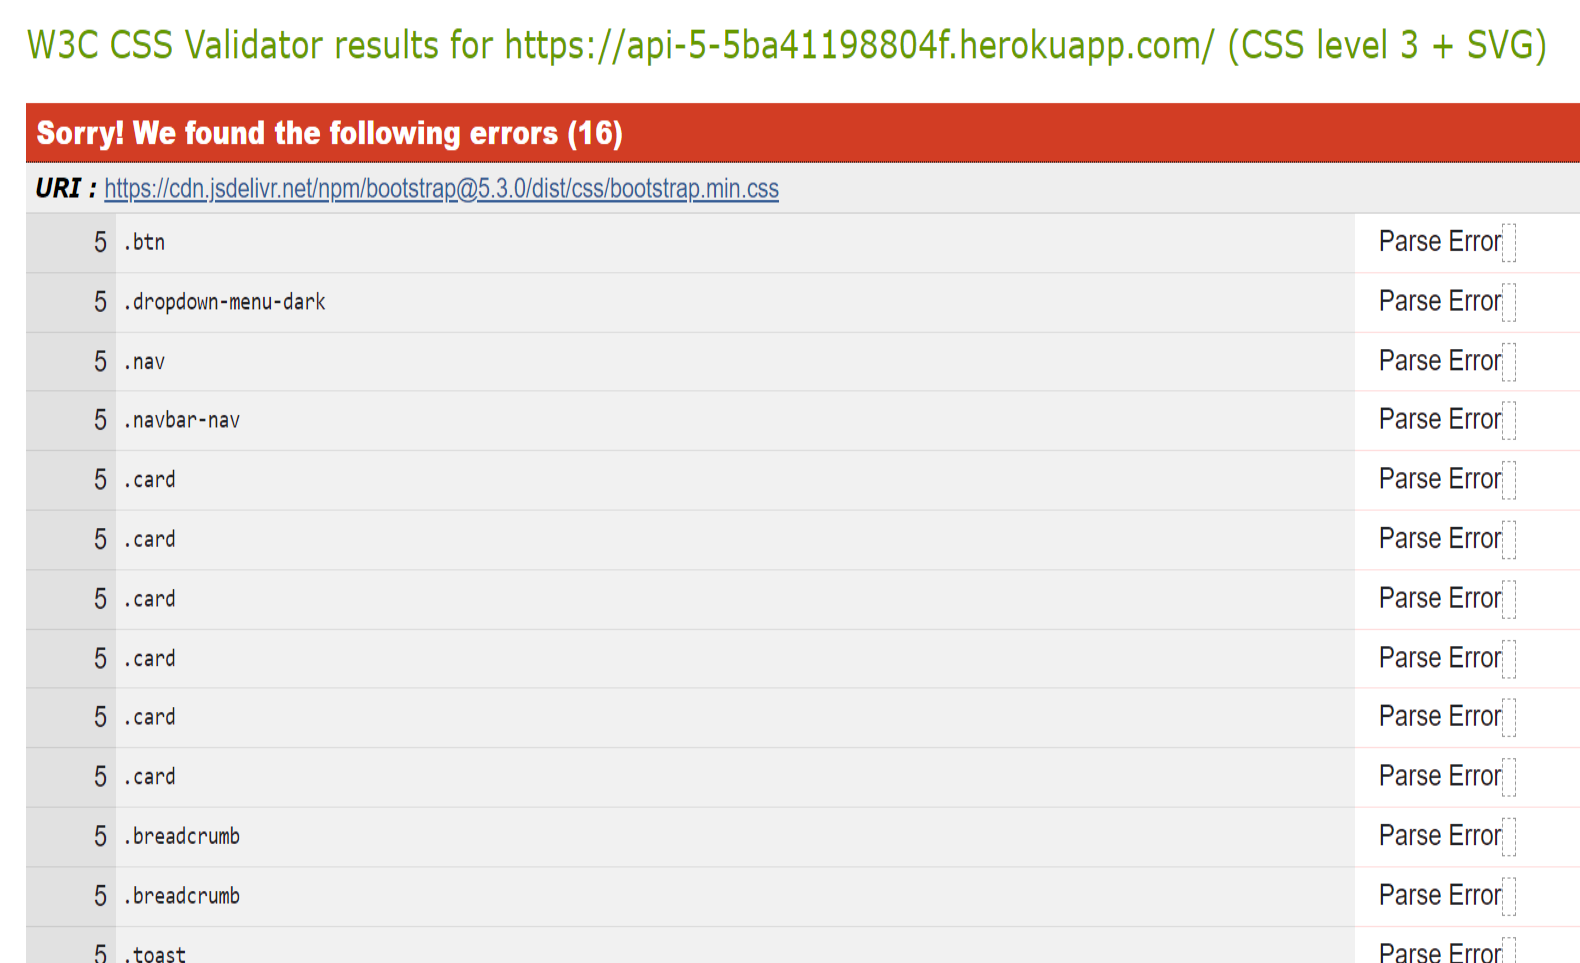 W3C CSS Validator results for https://api-5-5ba41198804f.herokuapp.com/ (CSS level 3 + SVG)
Sorry! We found the following errors (16)
URI : https://cdn.jsdelivr.net/npm/bootstrap@5.3.0/dist/css/bootstrap.min.css
5 .btn Parse Error
5 .dropdown-menu-dark Parse Error
5 .nav Parse Error
5 .navbar-nav Parse Error
5 .card Parse Error
5 .card Parse Error
5 .card Parse Error
5 .card Parse Error
5 .card Parse Error
5 .card Parse Error
5 .breadcrumb Parse Error
5 .breadcrumb Parse Error
5 .toast Parse Error